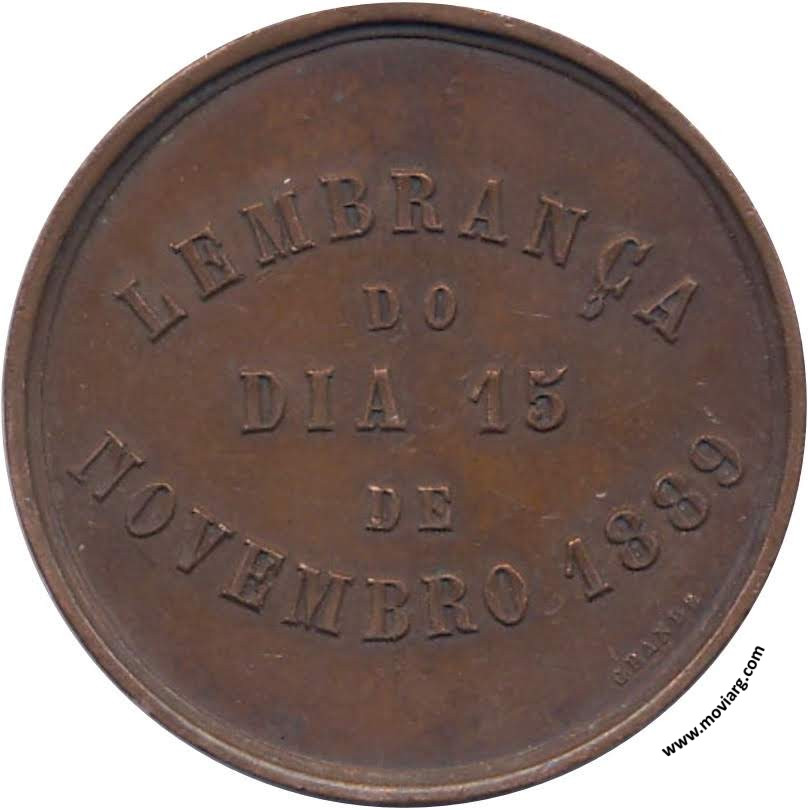 LEMBRANÇA
DO
DIA 15
DE
NOVEMBRO 1889
www.moviarg.com